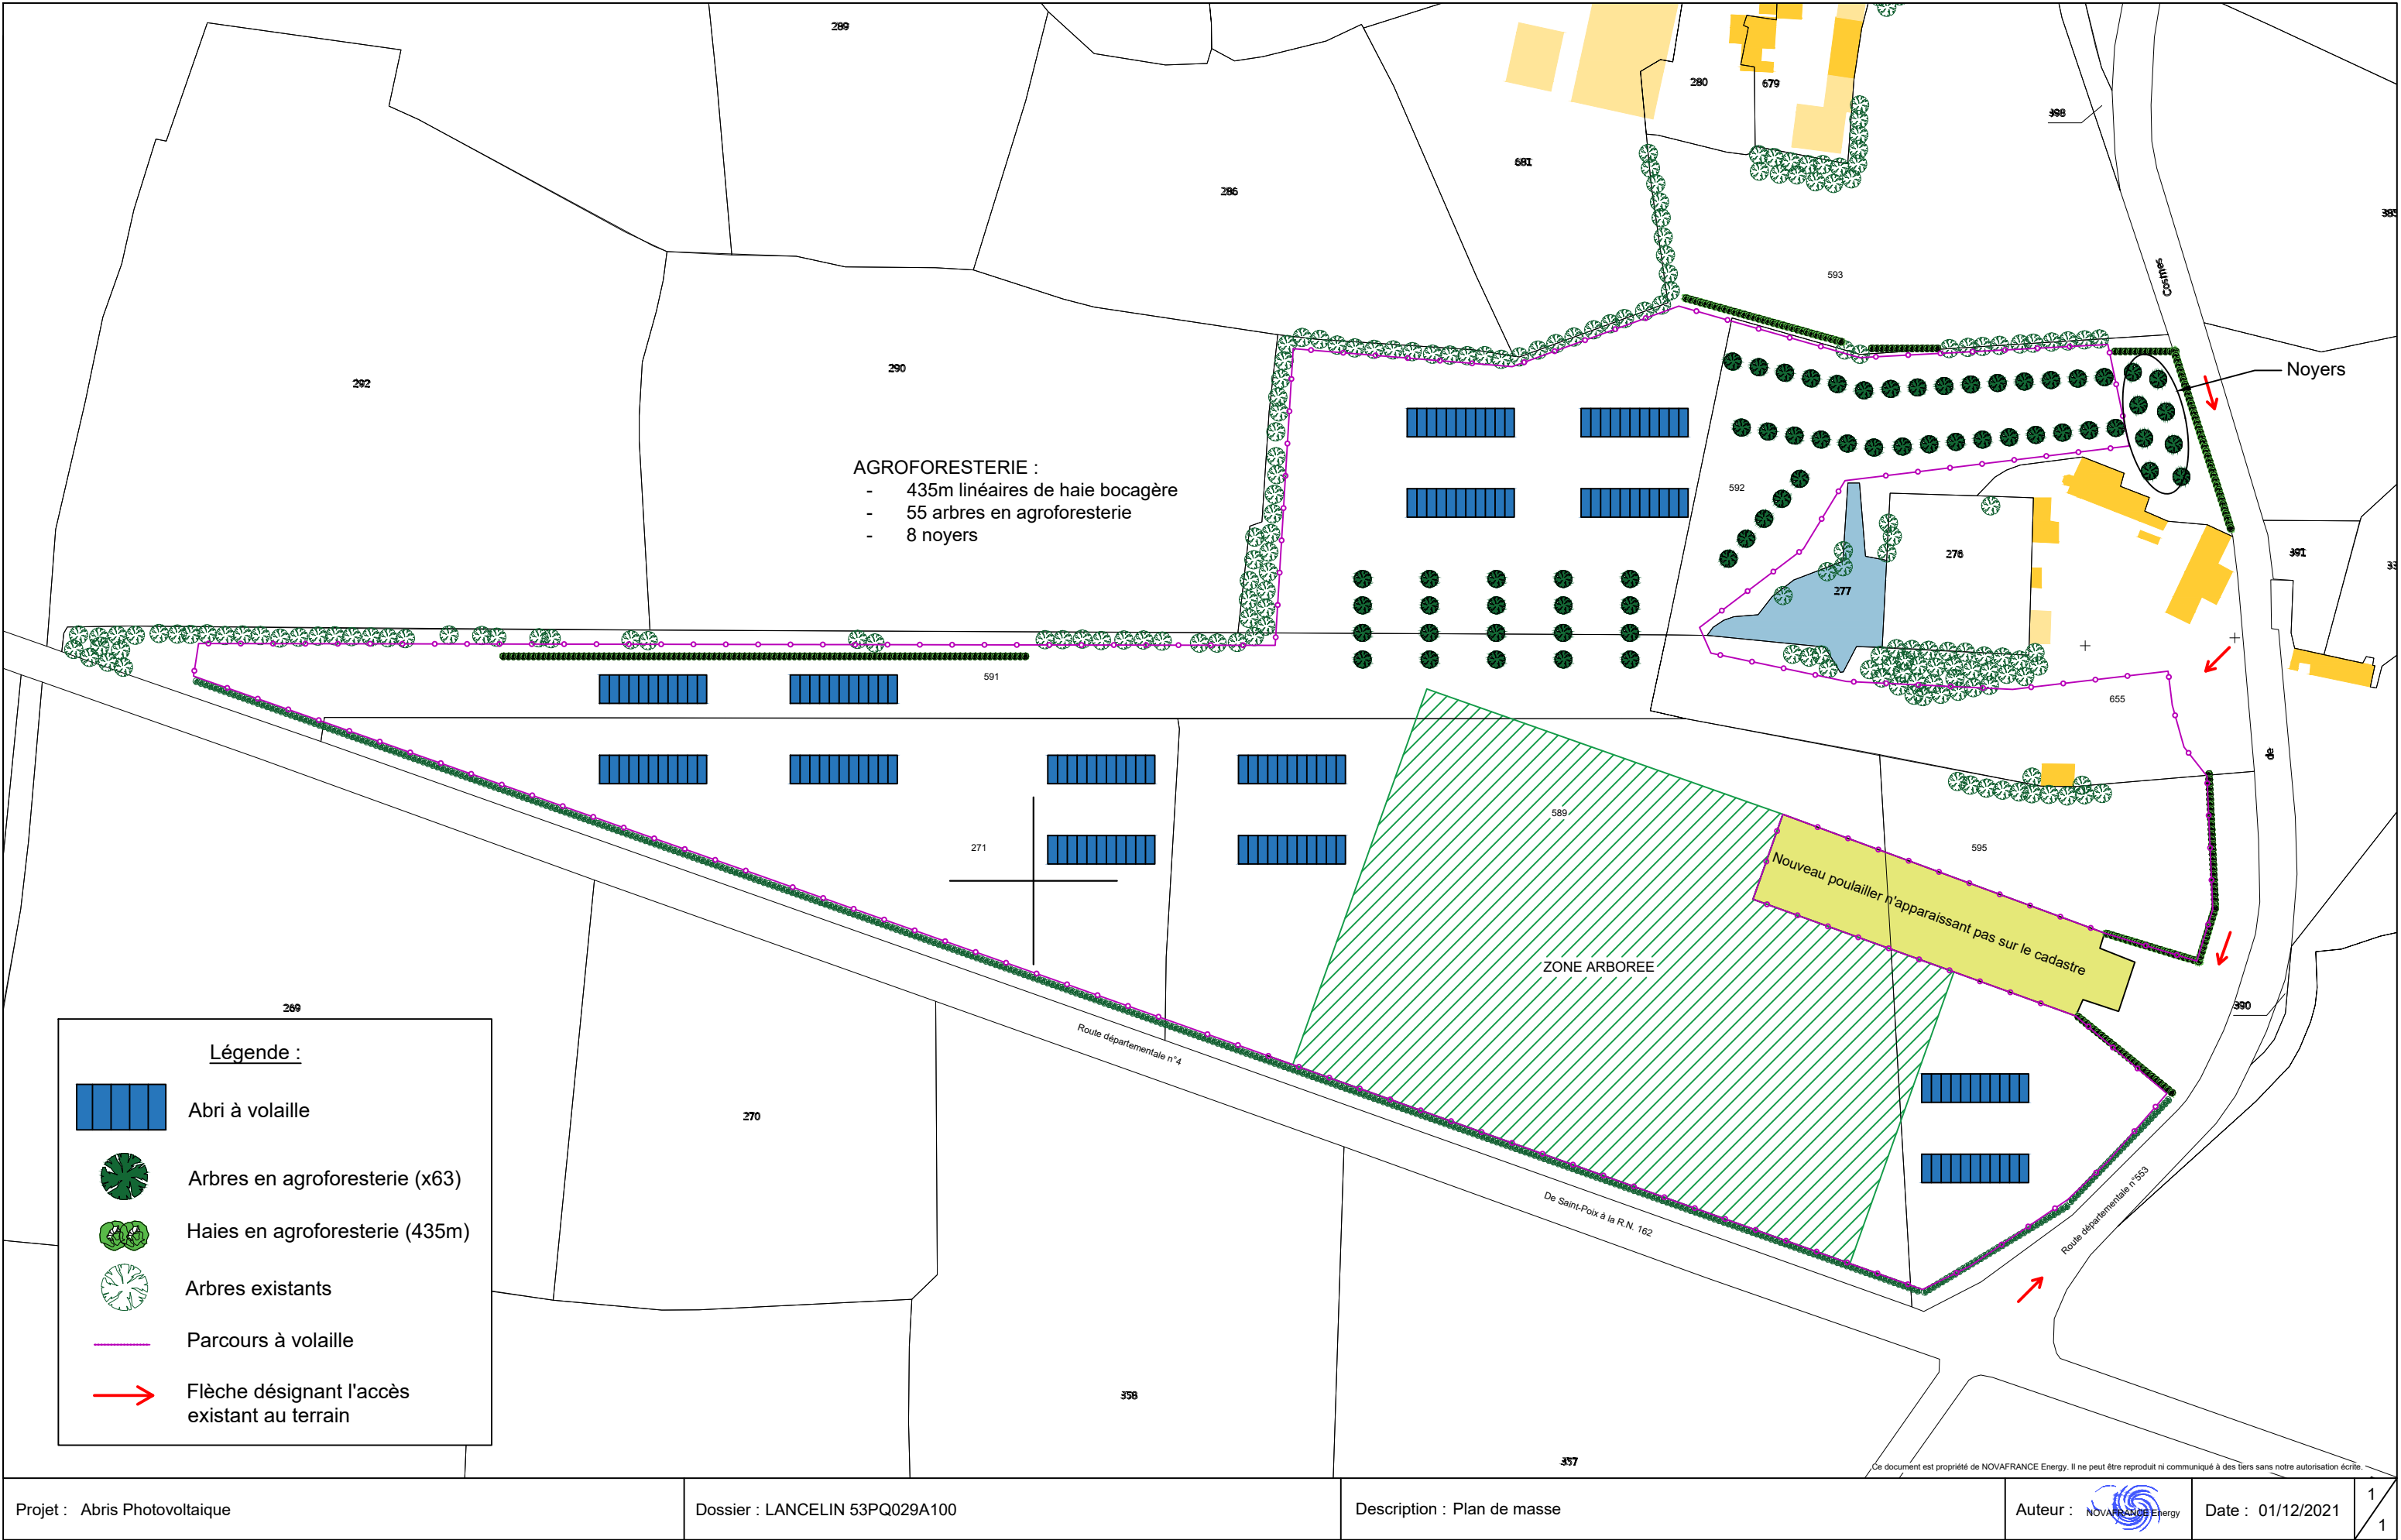 289
280
679
398
286
681
385
593
Cosmes
292
290
Noyers
AGROFORESTERIE :
- 435m linéaires de haie bocagère
- 55 arbres en agroforesterie
- 8 noyers
592
276
391
33
277
591
655
de
589
271
595
Nouveau poulailler n'apparaissant pas sur le cadastre
ZONE ARBOREE
390
269
Route départementale n°4
270
De Saint-Poix à la R.N. 162
Route départementale n°553
358
357
Légende :
Abri à volaille
Arbres en agroforesterie (x63)
Haies en agroforesterie (435m)
Arbres existants
Parcours à volaille
Flèche désignant l'accès
existant au terrain
Ce document est propriété de NOVAFRANCE Energy. Il ne peut être reproduit ni communiqué à des tiers sans notre autorisation écrite.
Projet : Abris Photovoltaique
Dossier : LANCELIN 53PQ029A100
Description : Plan de masse
Auteur : NOVAFRANCE Energy
Date : 01/12/2021
1
1